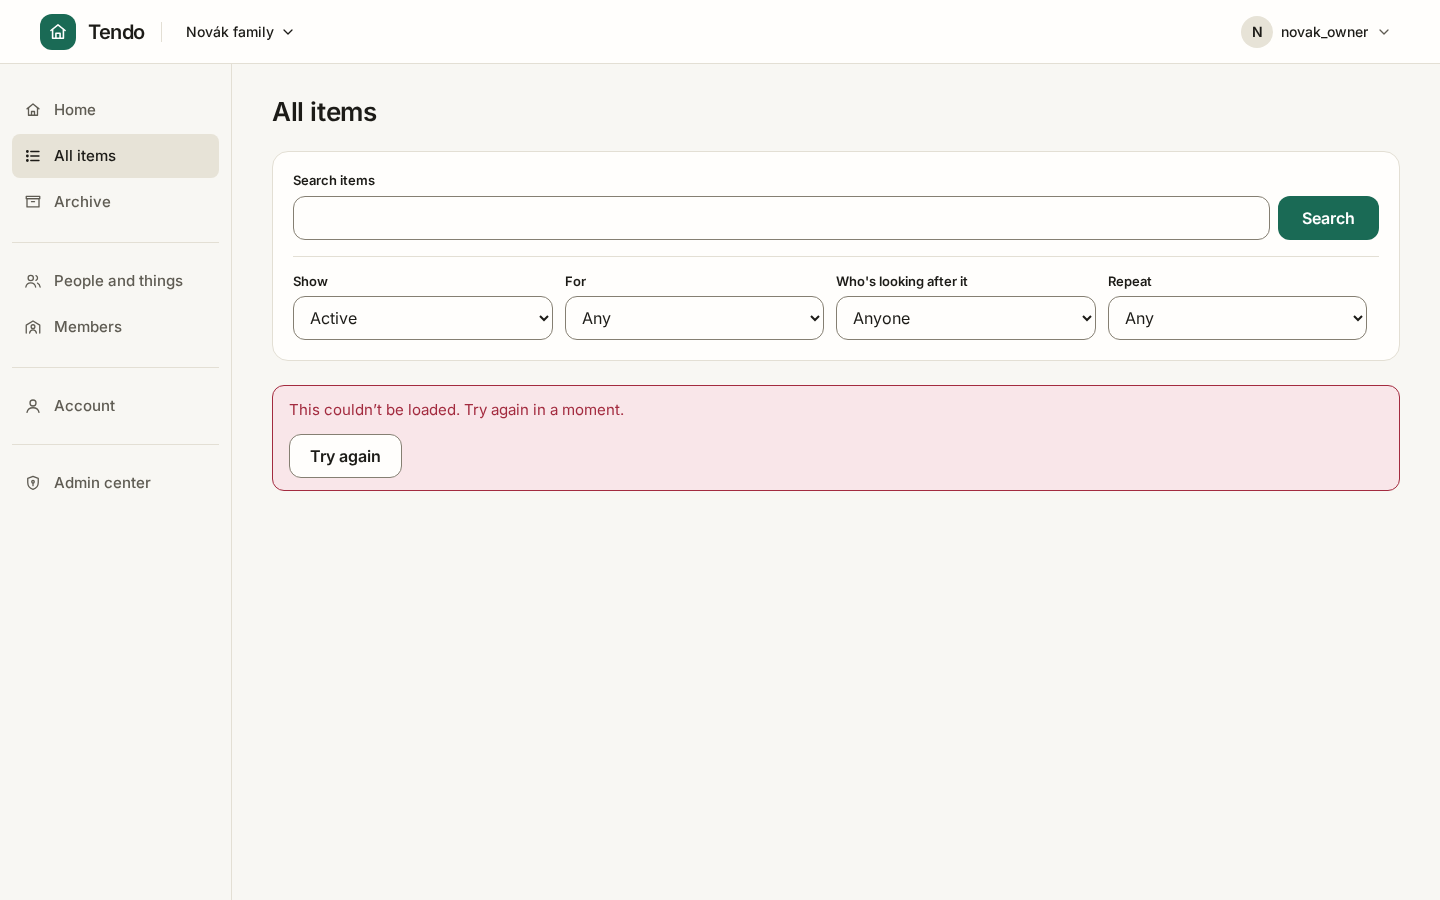 Tendo
Novák family
N
novak_owner
Home
All items
Archive
People and things
Members
Account
Admin center
All items
Search items
Search
Show
For
Who's looking after it
Repeat
Active
Any
Anyone
Any
This couldn’t be loaded. Try again in a moment.
Try again